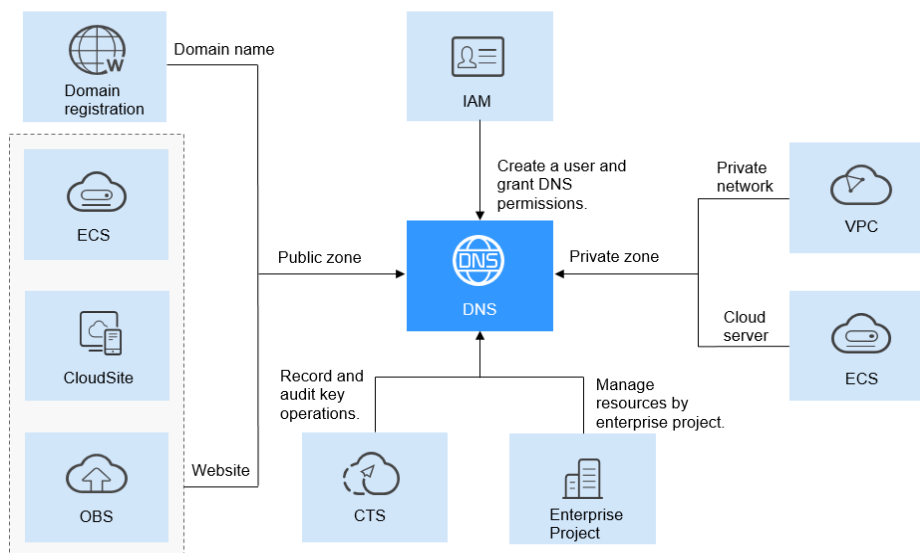 Domain
registration
W
Domain name
IAM
Create a user and
grant DNS
permissions.
ECS
CloudSite
OBS
Website
Public zone
DNS
DNS
Private zone
Private
network
VPC
Cloud
server
ECS
Record and
audit key
operations.
CTS
Manage
resources by
enterprise project.
Enterprise
Project